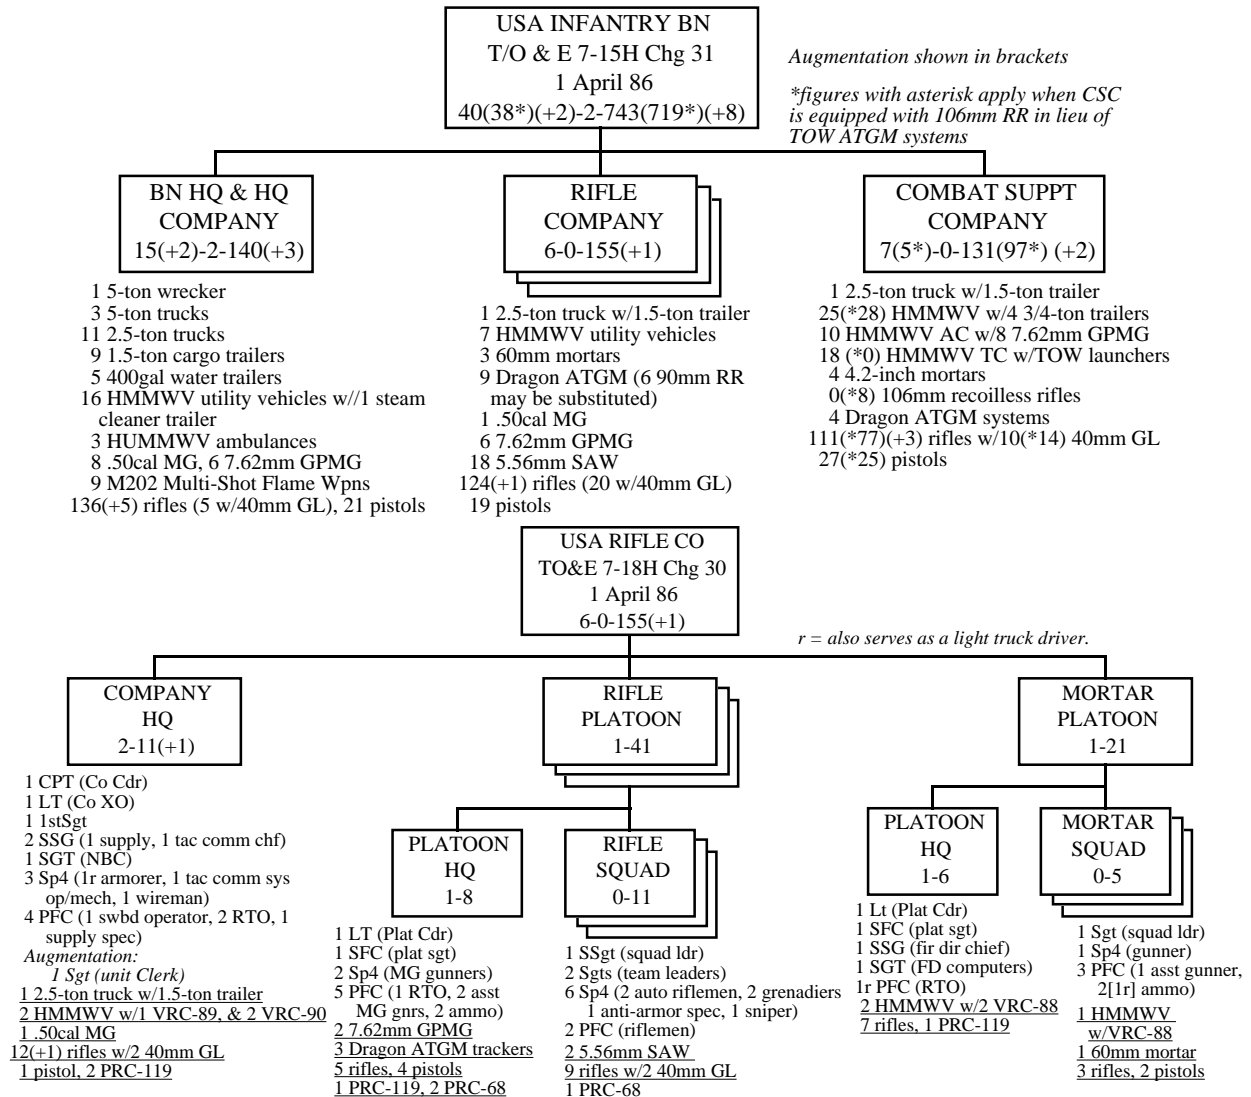 USA INFANTRY BN
T/O & E 7-15H Chg 31
1 April 86
40(38*)(+2)-2-743(719*)(+8)
Augmentation shown in brackets
*figures with asterisk apply when CSC
is equipped with 106mm RR in lieu of
TOW ATGM systems
BN HQ & HQ
COMPANY
15(+2)-2-140(+3)
1 5-ton wrecker
3 5-ton trucks
11 2.5-ton trucks
9 1.5-ton cargo trailers
5 400gal water trailers
16 HMMWV utility vehicles w//1 steam
cleaner trailer
3 HUMMWV ambulances
8 .50cal MG, 6 7.62mm GPMG
9 M202 Multi-Shot Flame Wpns
136(+5) rifles (5 w/40mm GL), 21 pistols
RIFLE
COMPANY
6-0-155(+1)
1 2.5-ton truck w/1.5-ton trailer
7 HMMWV utility vehicles
3 60mm mortars
9 Dragon ATGM (6 90mm RR
may be substituted)
1 .50cal MG
6 7.62mm GPMG
18 5.56mm SAW
124(+1) rifles (20 w/40mm GL)
19 pistols
COMBAT SUPPT
COMPANY
7(5*)-0-131(97*) (+2)
1 2.5-ton truck w/1.5-ton trailer
25(*28) HMMWV w/4 3/4-ton trailers
10 HMMWV AC w/8 7.62mm GPMG
18 (*0) HMMWV TC w/TOW launchers
4 4.2-inch mortars
0(*8) 106mm recoilless rifles
4 Dragon ATGM systems
111(*77)(+3) rifles w/10(*14) 40mm GL
27(*25) pistols
USA RIFLE CO
TO&E 7-18H Chg 30
1 April 86
6-0-155(+1)
r = also serves as a light truck driver.
COMPANY
HQ
2-11(+1)
1 CPT (Co Cdr)
1 LT (Co XO)
1 1stSgt
2 SSG (1 supply, 1 tac comm chf)
1 SGT (NBC)
3 Sp4 (1r armorer, 1 tac comm sys
op/mech, 1 wireman)
4 PFC (1 swbd operator, 2 RTO, 1
supply spec)
Augmentation:
1 Sgt (unit Clerk)
1 2.5-ton truck w/1.5-ton trailer
2 HMMWV w/1 VRC-89, & 2 VRC-90
1 .50cal MG
12(+1) rifles w/2 40mm GL
1 pistol, 2 PRC-119
RIFLE
PLATOON
1-41
PLATOON
HQ
1-8
1 LT (Plat Cdr)
1 SFC (plat sgt)
2 Sp4 (MG gunners)
5 PFC (1 RTO, 2 asst
MG gnrs, 2 ammo)
2 7.62mm GPMG
3 Dragon ATGM trackers
5 rifles, 4 pistols
1 PRC-119, 2 PRC-68
RIFLE
SQUAD
0-11
1 SSgt (squad ldr)
2 Sgts (team leaders)
6 Sp4 (2 auto riflemen, 2 grenadiers
1 anti-armor spec, 1 sniper)
2 PFC (riflemen)
2 5.56mm SAW
9 rifles w/2 40mm GL
1 PRC-68
MORTAR
PLATOON
1-21
PLATOON
HQ
1-6
1 Lt (Plat Cdr)
1 SFC (plat sgt)
1 SSG (fir dir chief)
1 SGT (FD computers)
1r PFC (RTO)
2 HMMWV w/2 VRC-88
7 rifles, 1 PRC-119
MORTAR
SQUAD
0-5
1 Sgt (squad ldr)
1 Sp4 (gunner)
3 PFC (1 asst gunner,
2[1r] ammo)
1 HMMWV
w/VRC-88
1 60mm mortar
3 rifles, 2 pistols